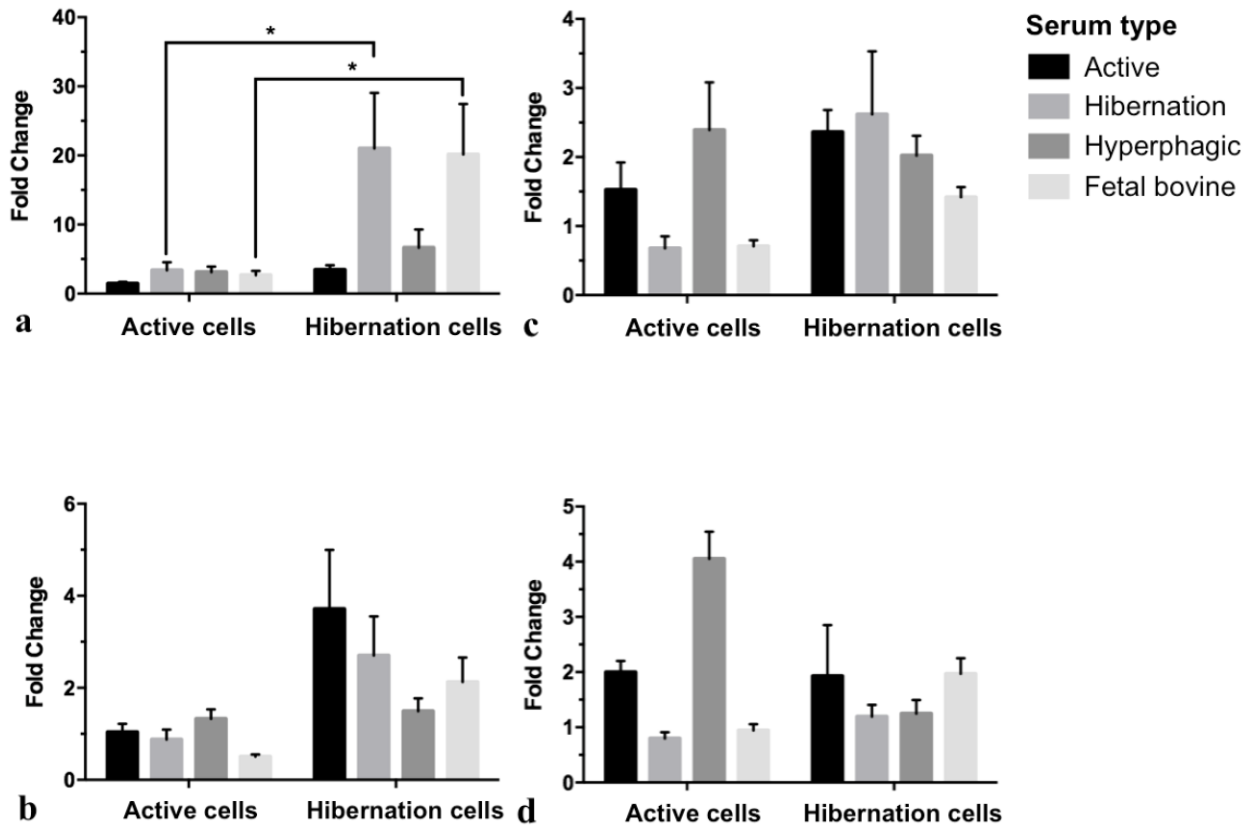 40
30
20
10
0
Fold Change
*
*
Active cells
Hibernation cells
a
4
3
2
1
0
Fold Change
Active cells
Hibernation cells
c
Serum type
Active
Hibernation
Hyperphagic
Fetal bovine
6
4
2
0
Fold Change
Active cells
Hibernation cells
b
5
4
3
2
1
0
Fold Change
Active cells
Hibernation cells
d